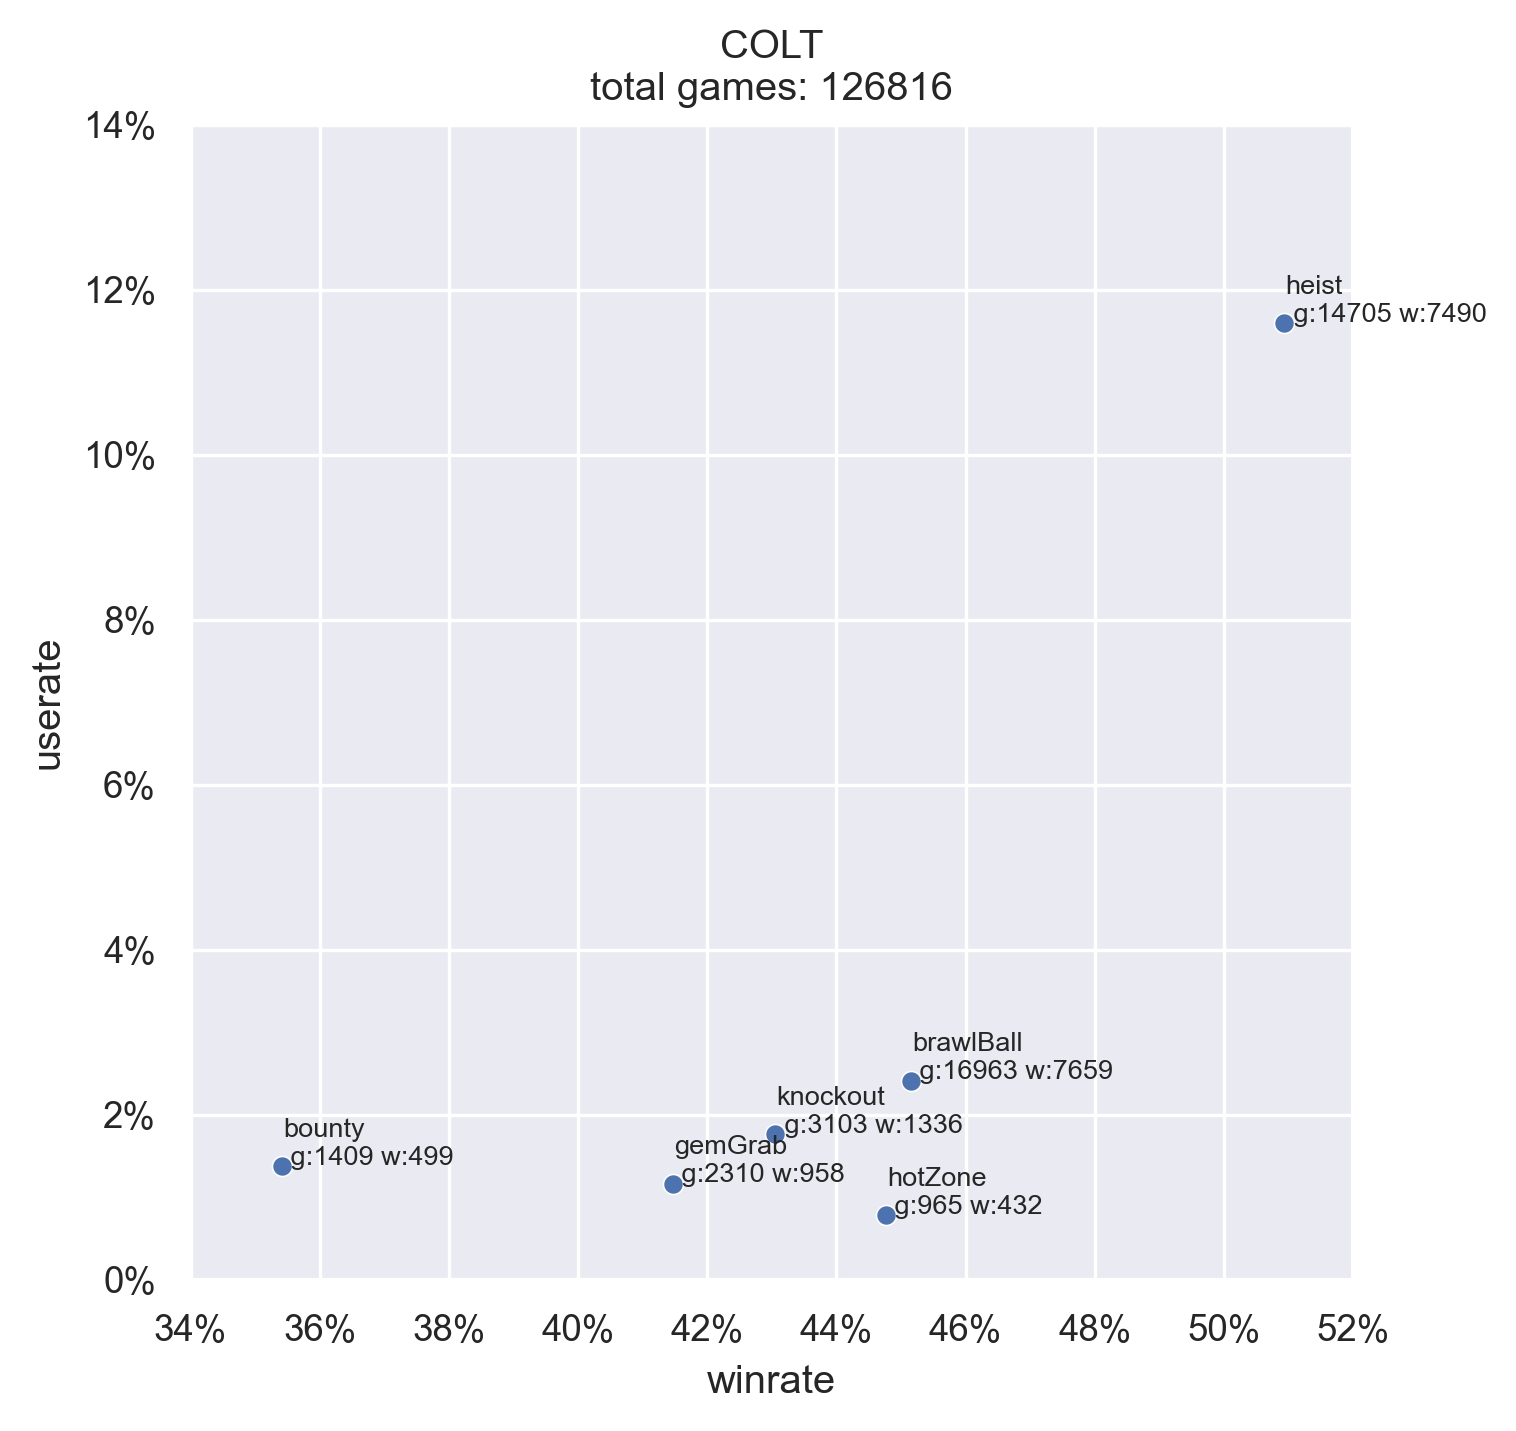 COLT
total games: 126816
14%
12%
10%
8%
6%
4%
2%
0%
userate
heist
g:14705 w:7490
brawlBall
g:16963 w:7659
knockout
g:3103 w:1336
bounty
g:1409 w:499
gemGrab
g:2310 w:958
hotZone
g:965 w:432
34% 36% 38% 40% 42% 44% 46% 48% 50% 52%
winrate